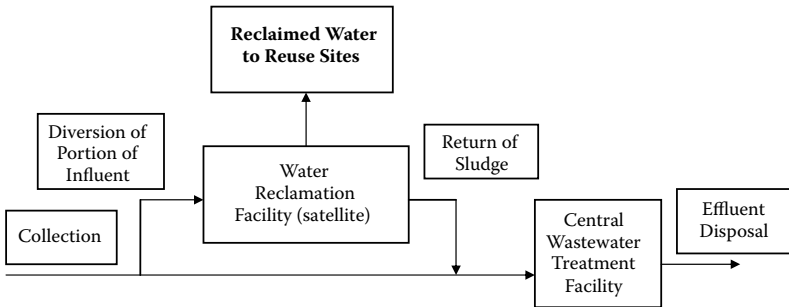 Reclaimed Water
to Reuse Sites
Diversion of
Portion of
Influent
Water
Reclamation
Facility (satellite)
Return of
Sludge
Collection
Central
Wastewater
Treatment
Facility
Effluent
Disposal